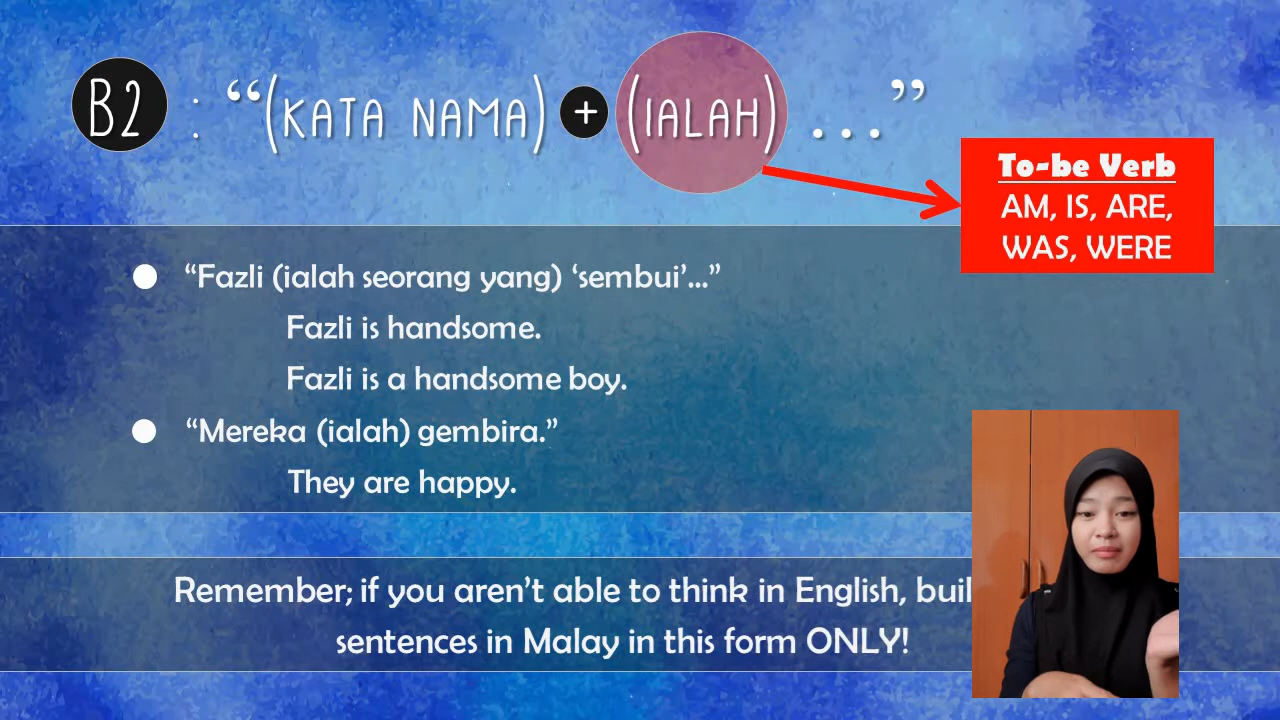 B2 : “(KATA NAMA) + (IALAH) ...”
To-be Verb
AM, IS, ARE,
WAS, WERE
“Fazli (ialah seorang yang) ‘sembui’...”
Fazli is handsome.
Fazli is a handsome boy.
“Mereka (ialah) gembira.”
They are happy.
Remember; if you aren’t able to think in English,
sentences in Malay in this form ONLY!